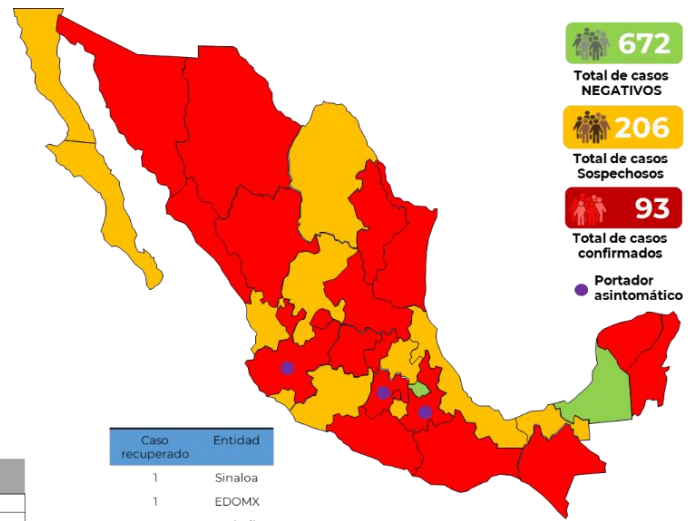 672
Total de casos
NEGATIVOS
206
Total de casos
Sospechosos
93
Total de casos
confirmados
Portador
asintomático
Caso Entidad
recuperado
1 Sinaloa
1 EDOMX